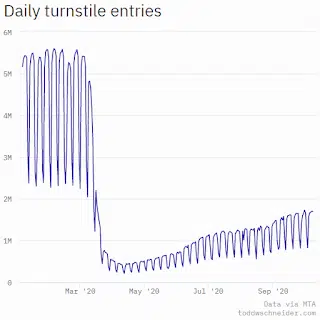 Daily turnstile entries
6M
5M
4M
3M
2M
1M
0
Mar '20 May '20 Jul '20 Sep '20
Data via MTA
toddwschneider.com